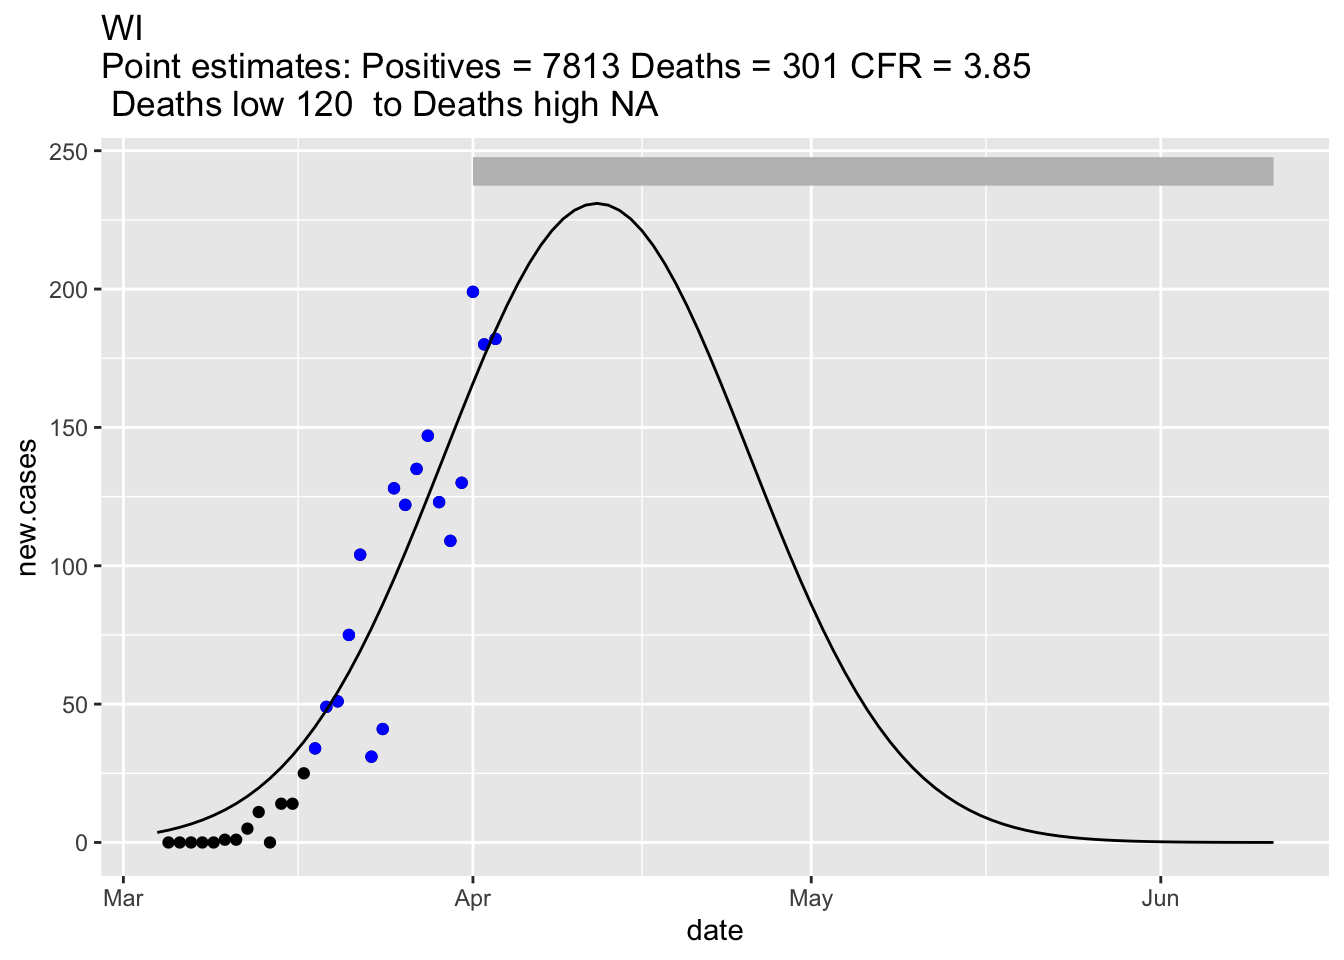 WI
Point estimates: Positives = 7813 Deaths = 301 CFR = 3.85
Deaths low 120  to Deaths high NA
250
200
150
100
50
0
new.cases
Mar Apr May Jun
date